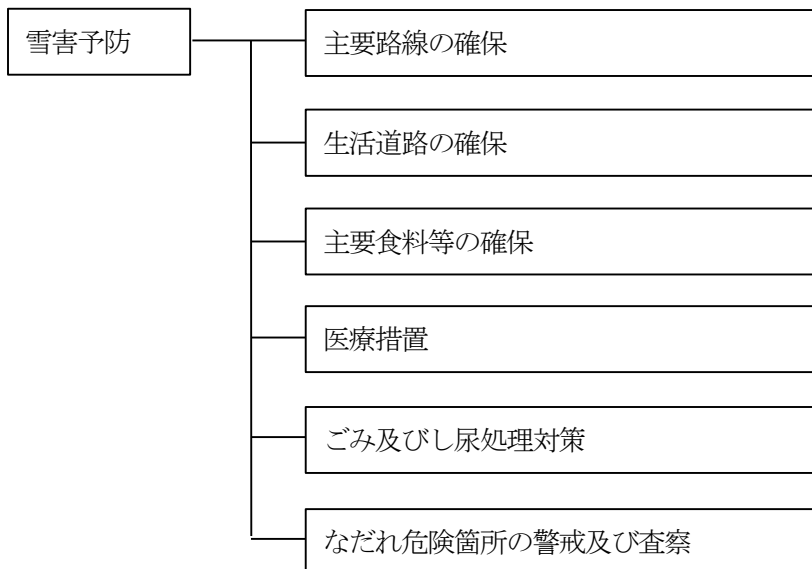 雪害予防
主要路線の確保
生活道路の確保
主要食料等の確保
医療措置
ごみ及びし尿処理対策
なだれ危険箇所の警戒及び査察